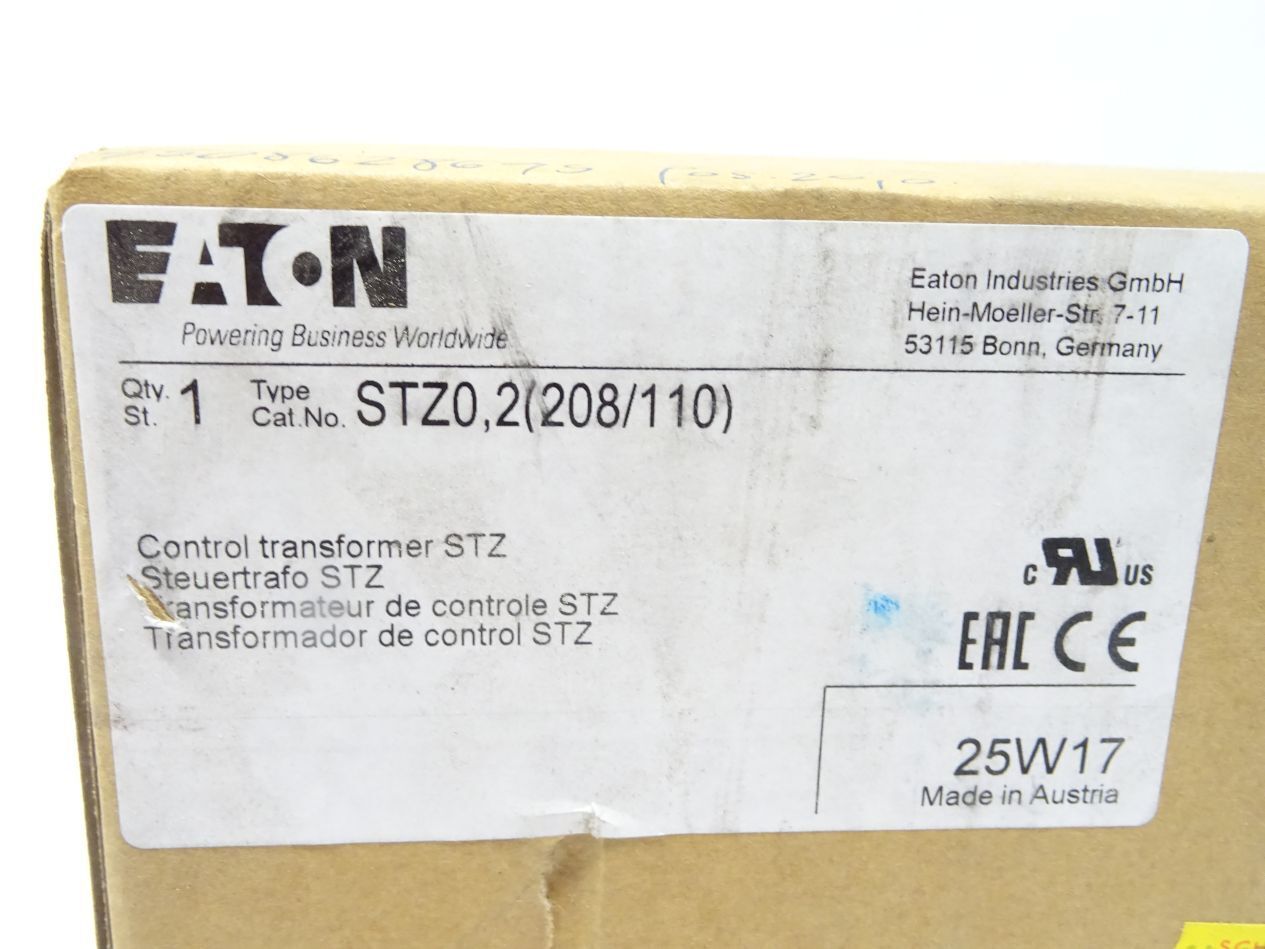 EATON
Powering Business Worldwide
Eaton Industries GmbH
Hein-Moeller-Str. 7-11
53115 Bonn, Germany
Qty. St. 1 Type Cat.No. STZ0,2(208/110)
Control transformer STZ
Steuertrafo STZ
Transformateur de controle STZ
Transformador de control STZ
c RU US
EAC CE
25W17
Made in Austria